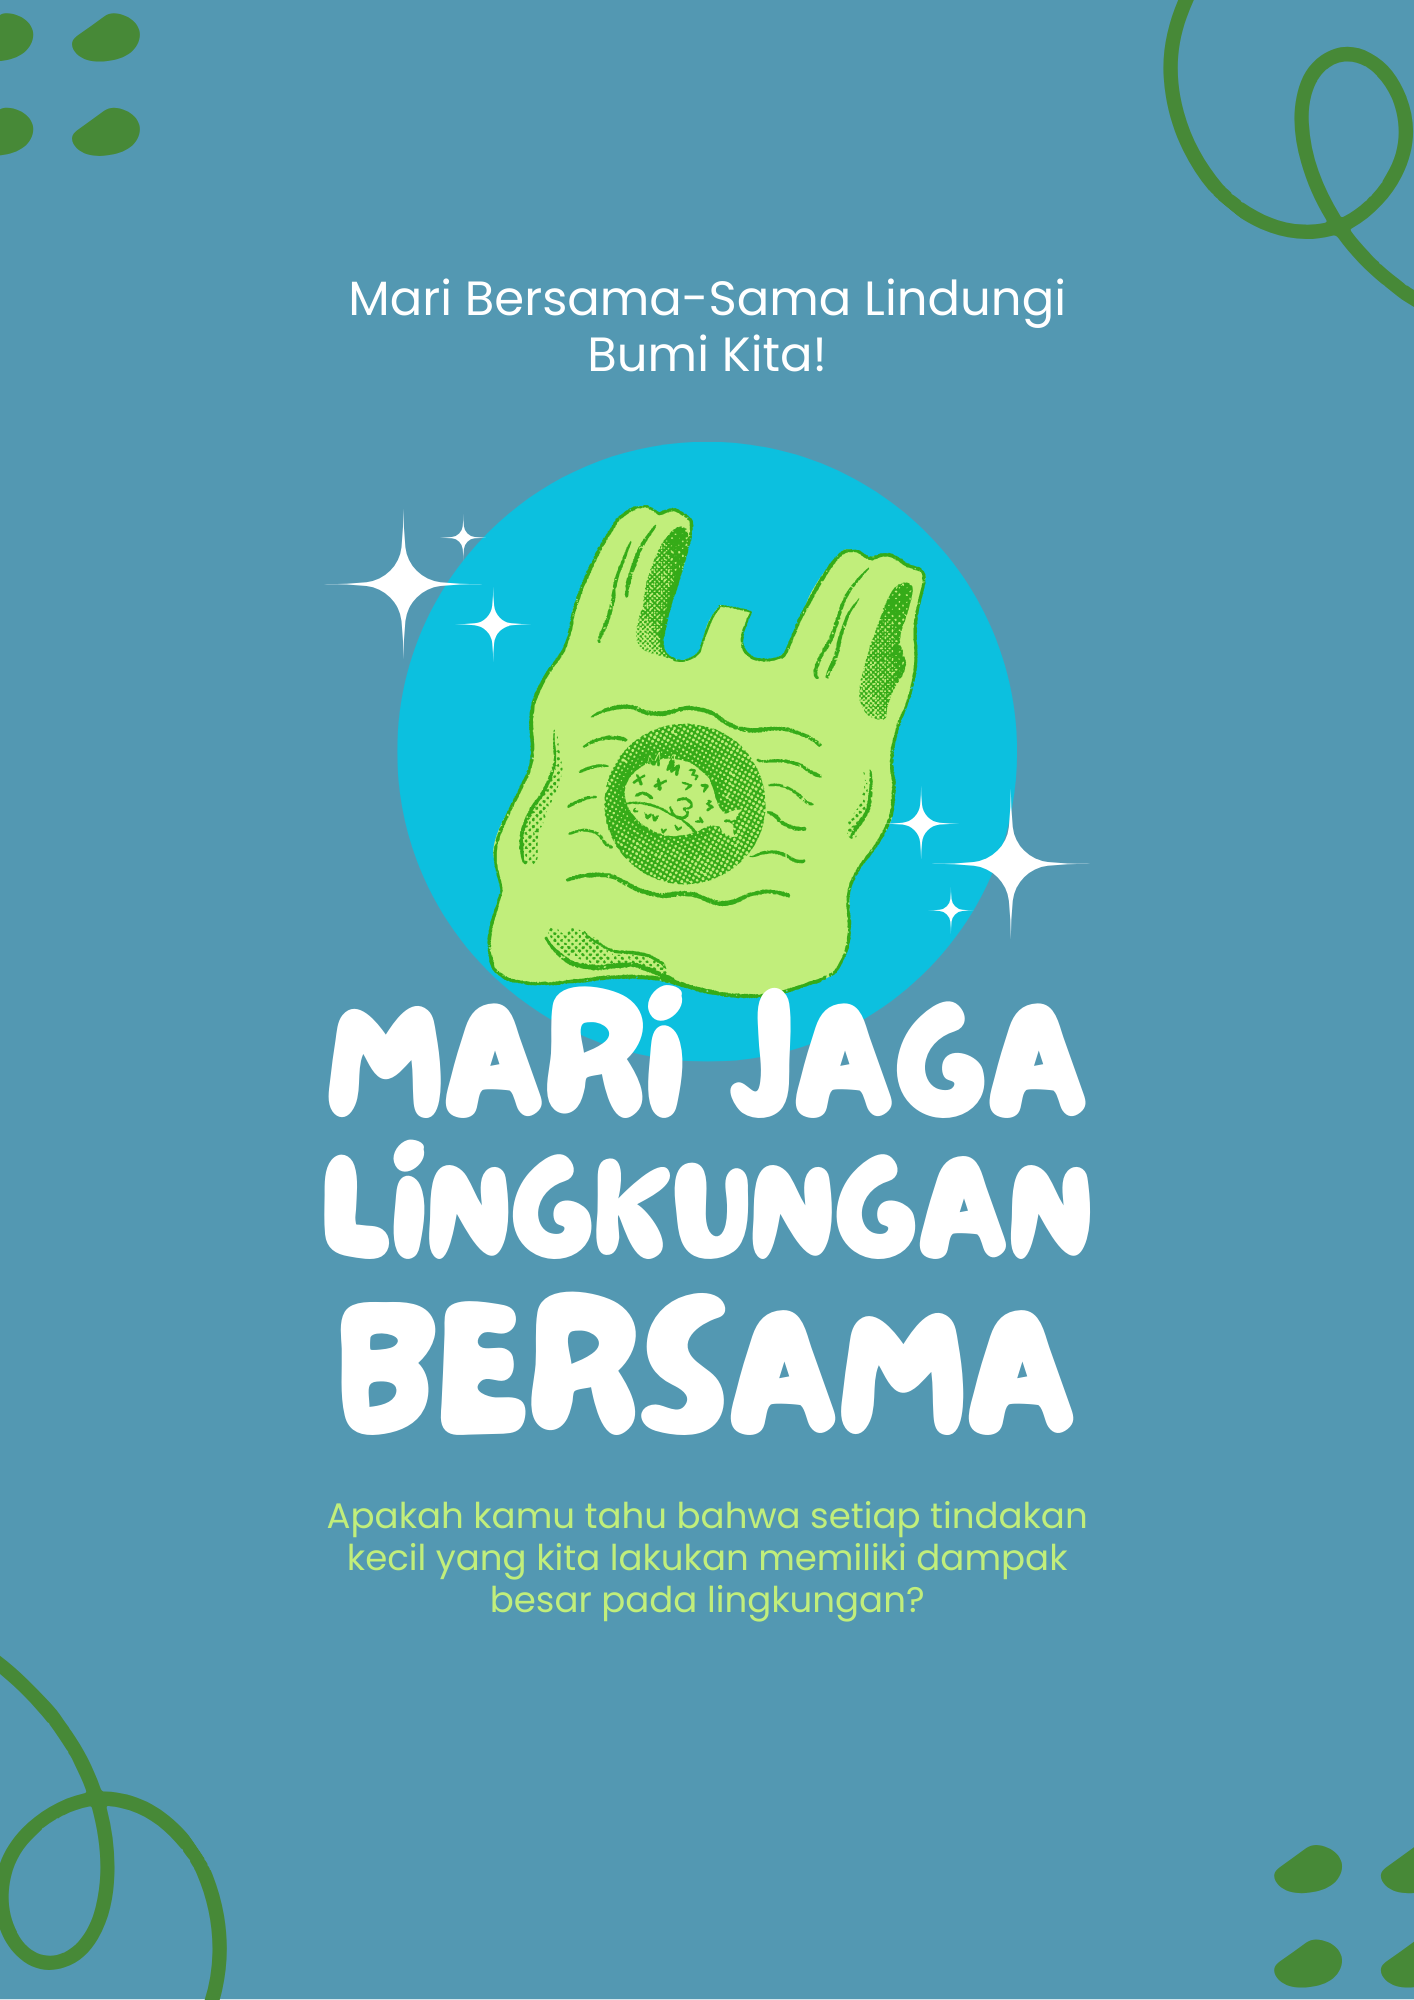 Mari Bersama-Sama Lindungi
Bumi Kita!
MARi JAGA
LiNGKUNGAN
BERSAMA
Apakah kamu tahu bahwa setiap tindakan
kecil yang kita lakukan memiliki dampak
besar pada lingkungan?